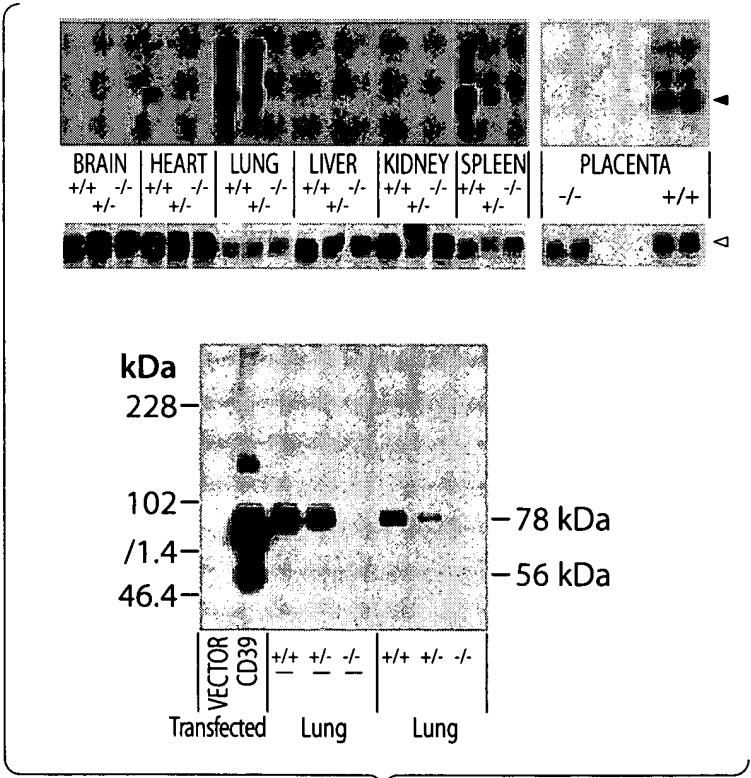 BRAIN HEART LUNG LIVER KIDNEY SPLEEN PLACENTA
+/+ -/- +/+ -/- +/+ -/- +/+ -/- +/+ -/- +/+ -/- -/- +/+
+/- +/- +/- +/- +/- +/-
kDa
228
102
78 kDa
/1.4
56 kDa
46.4
VECTOR
CD39
+/+ +/- -/- +/+ +/- -/-
Transfected Lung Lung